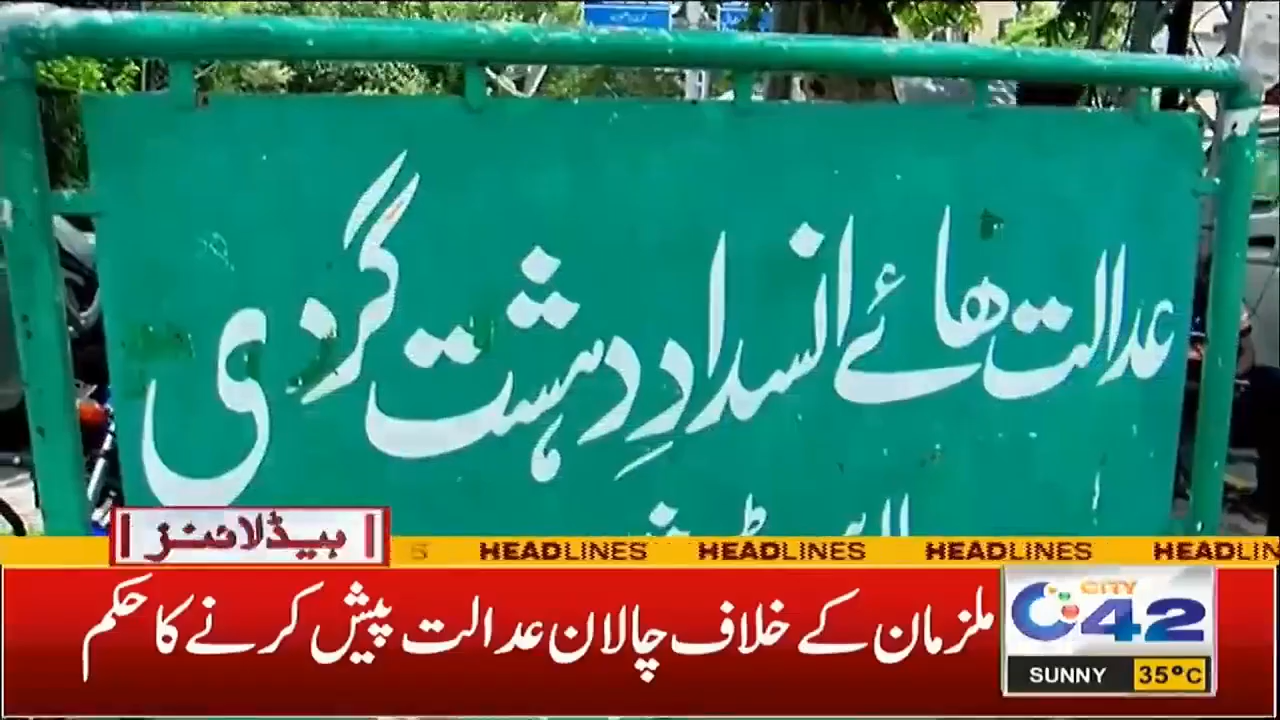 عدالت ھائے انسدادِ دہشت گردی
ہیڈلائنز
HEADLINES HEADLINES HEADLINES HEADLIN
ملزمان کے خلاف چالان عدالت پیش کرنے کا حکم
CITY 42
SUNNY 35°C